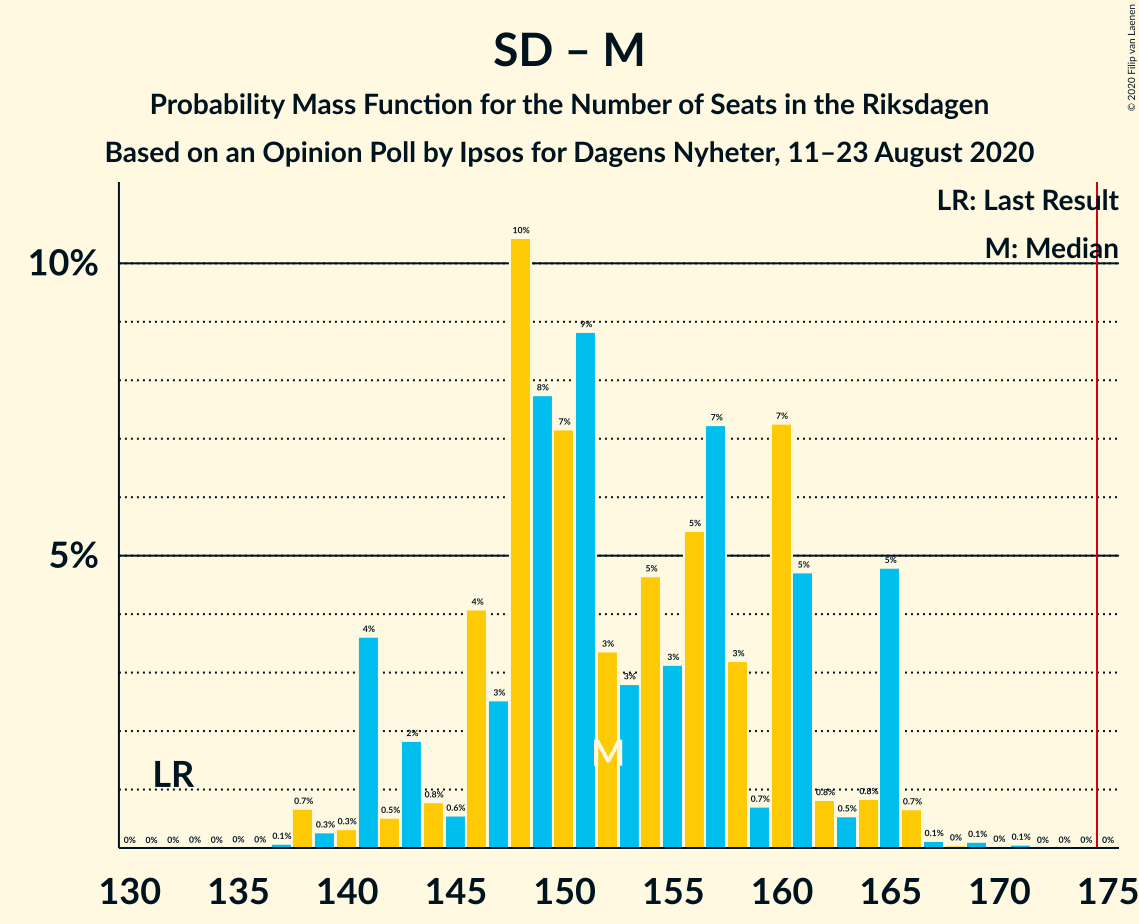 SD – M
Probability Mass Function for the Number of Seats in the Riksdagen
Based on an Opinion Poll by Ipsos for Dagens Nyheter, 11–23 August 2020
© 2020 Filip van Laenen
LR: Last Result
M: Median
10%
5%
0% 0% 0% 0% 0% 0% 0% 0.1% 0.7% 0.3% 0.3% 4% 0.5% 2% 0.8% 0.6% 4% 3% 10% 8% 7% 9% 3% 3% 5% 3% 5% 7% 3% 0.7% 7% 5% 0.8% 0.5% 0.8% 5% 0.7% 0.1% 0% 0.1% 0% 0.1% 0% 0% 0% 0%
LR
M
130 135 140 145 150 155 160 165 170 175